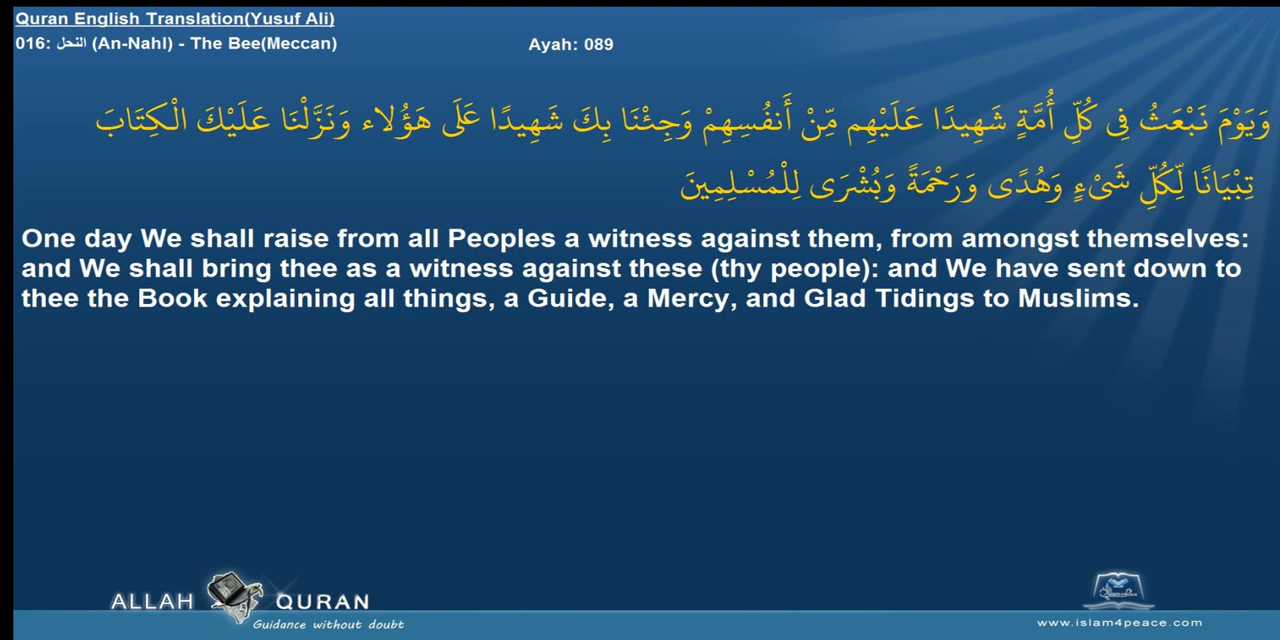 Quran English Translation(Yusuf Ali)
016: النحل (An-Nahl) - The Bee(Meccan) Ayah: 089
وَيَوْمَ نَبْعَثُ فِى كُلِّ أُمَّةٍ شَهِيدًا عَلَيْهِم مِّنْ أَنفُسِهِمْ وَجِئْنَا بِكَ شَهِيدًا عَلَى هَؤُلاء وَنَزَّلْنَا عَلَيْكَ الْكِتَابَ
تِبْيَانًا لِّكُلِّ شَىْءٍ وَهُدًى وَرَحْمَةً وَبُشْرَى لِلْمُسْلِمِينَ
One day We shall raise from all Peoples a witness against them, from amongst themselves:
and We shall bring thee as a witness against these (thy people): and We have sent down to
thee the Book explaining all things, a Guide, a Mercy, and Glad Tidings to Muslims.
ALLAH QURAN
Guidance without doubt
www.islam4peace.com